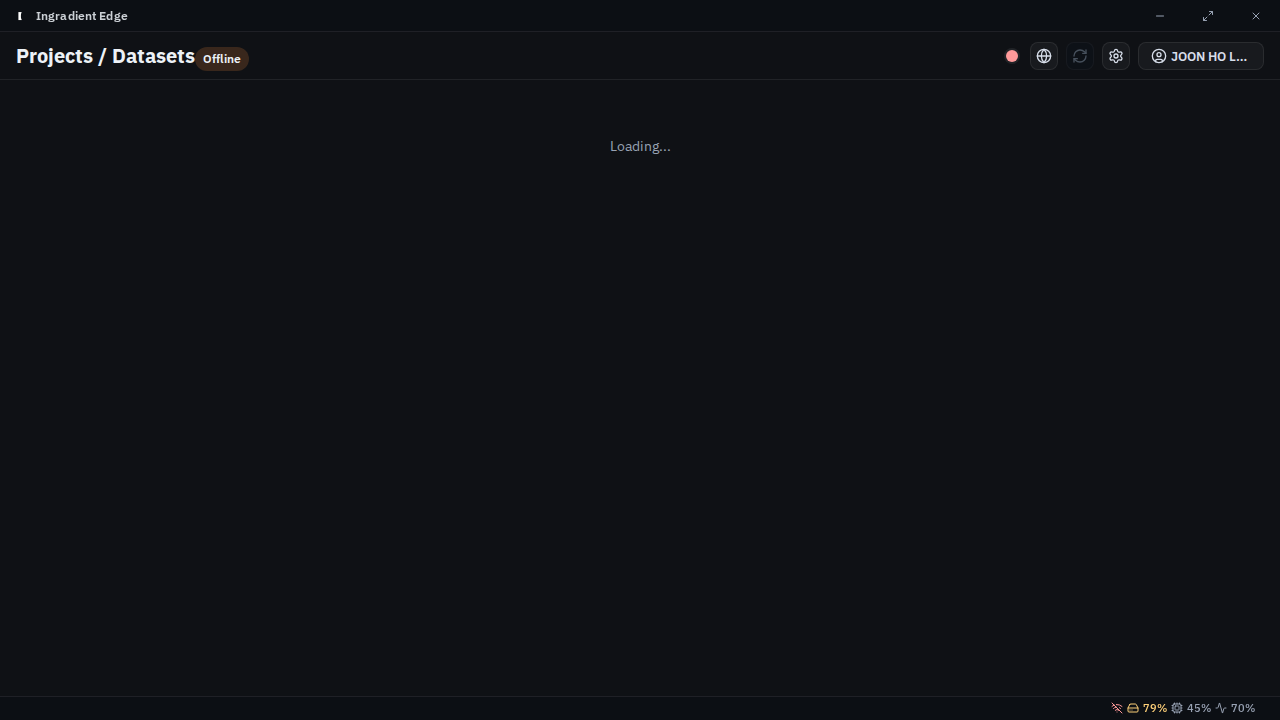 Ingradient Edge
Projects / Datasets Offline
JOON HO L...
Loading...
79% 45% 70%